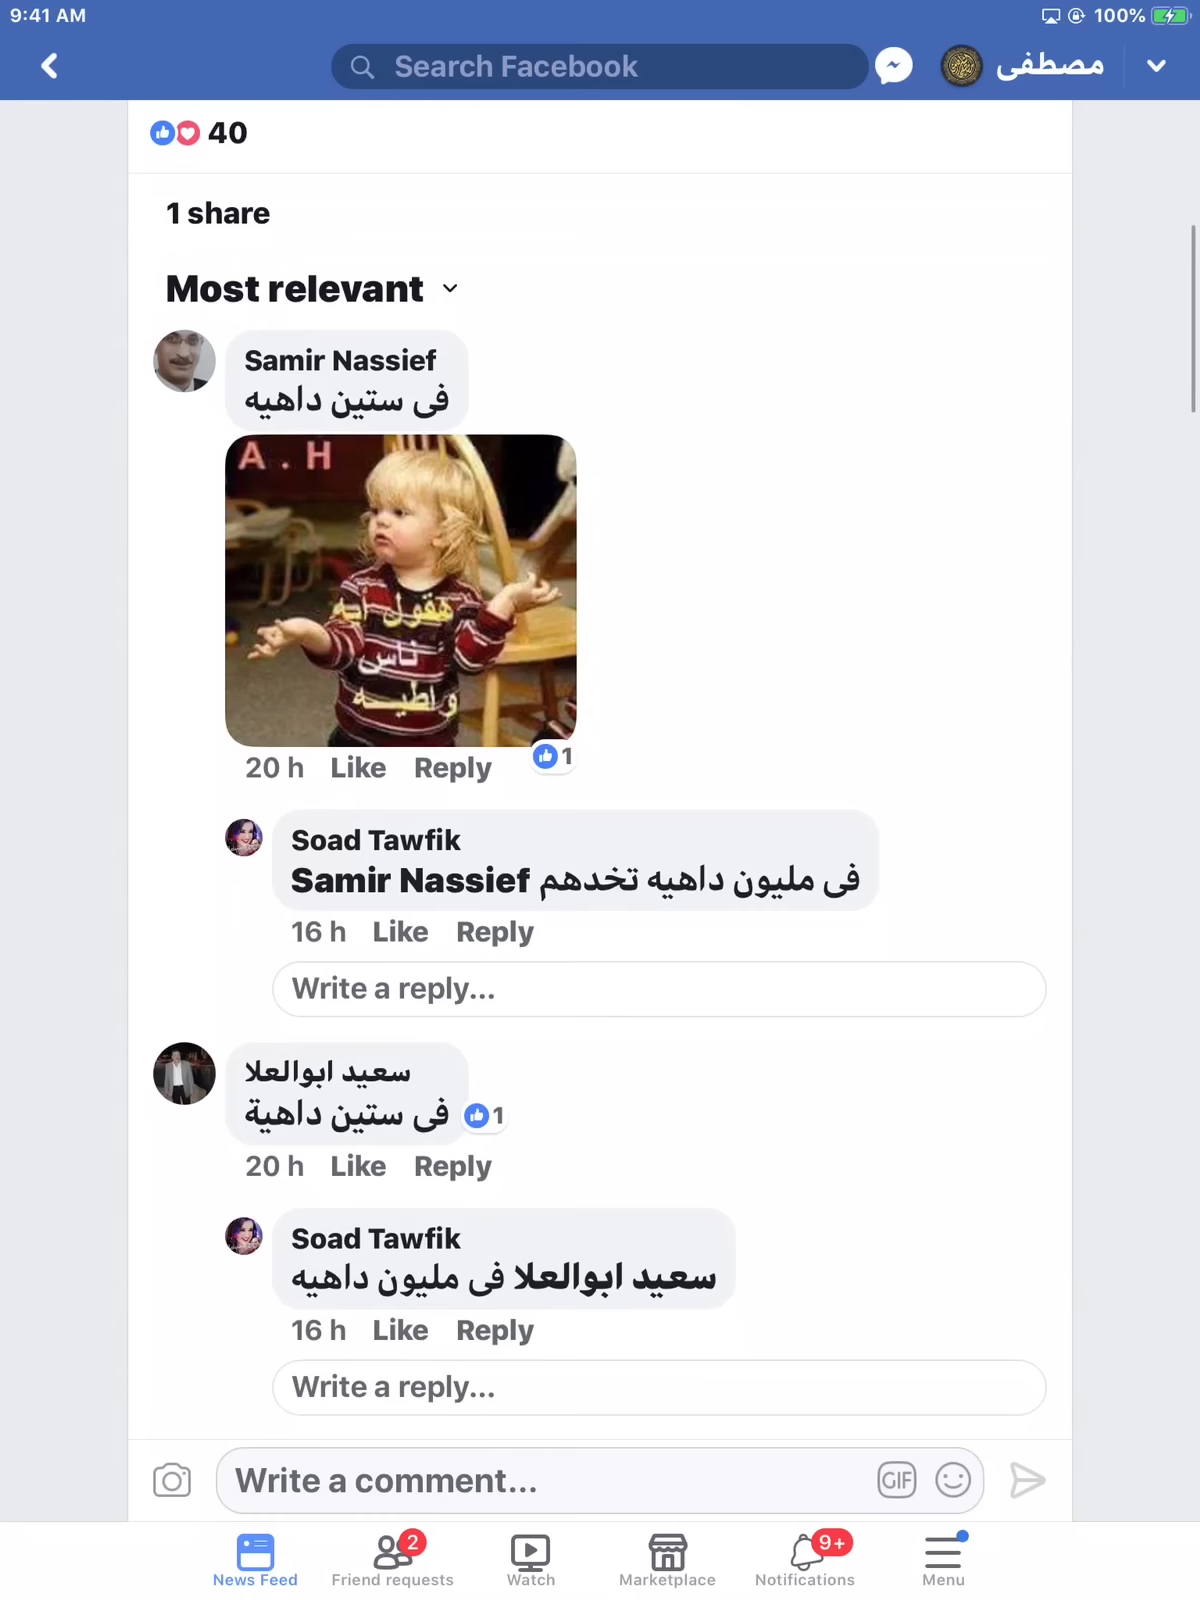 9:41 AM
100%
Search Facebook
مصطفى
40
1 share
Most relevant
Samir Nassief
فى ستين داهيه
A . H
هقول ايه
ناس
واطيه
20 h Like Reply
1
Soad Tawfik
Samir Nassief فى مليون داهيه تخدهم
16 h Like Reply
Write a reply...
سعيد ابوالعلا
فى ستين داهية
1
20 h Like Reply
Soad Tawfik
سعيد ابوالعلا فى مليون داهيه
16 h Like Reply
Write a reply...
Write a comment...
GIF
2
9+
News Feed
Friend requests
Watch
Marketplace
Notifications
Menu